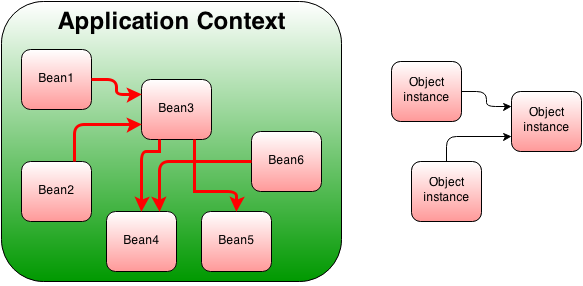 Application Context
Bean1
Bean3
Bean2
Bean6
Bean4
Bean5
Object
instance
Object
instance
Object
instance